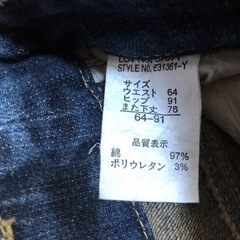 STYLE NO. E31361-Y
サイズ
ウエスト 64
ヒップ 91
また下丈 76
64-91
品質表示
綿 97%
ポリウレタン 3%